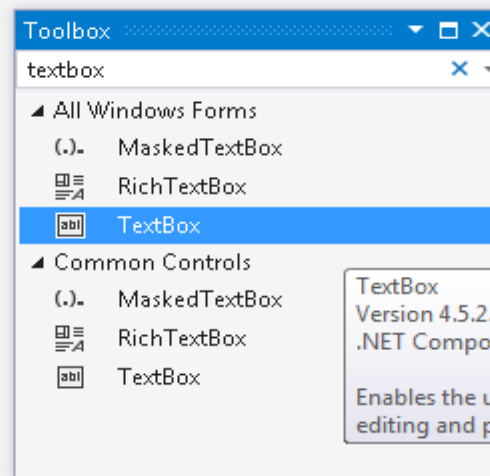 Toolbox
textbox
All Windows Forms
MaskedTextBox
RichTextBox
TextBox
Common Controls
MaskedTextBox
RichTextBox
TextBox
TextBox
Version 4.5.2.
.NET Compo
Enables the u
editing and p